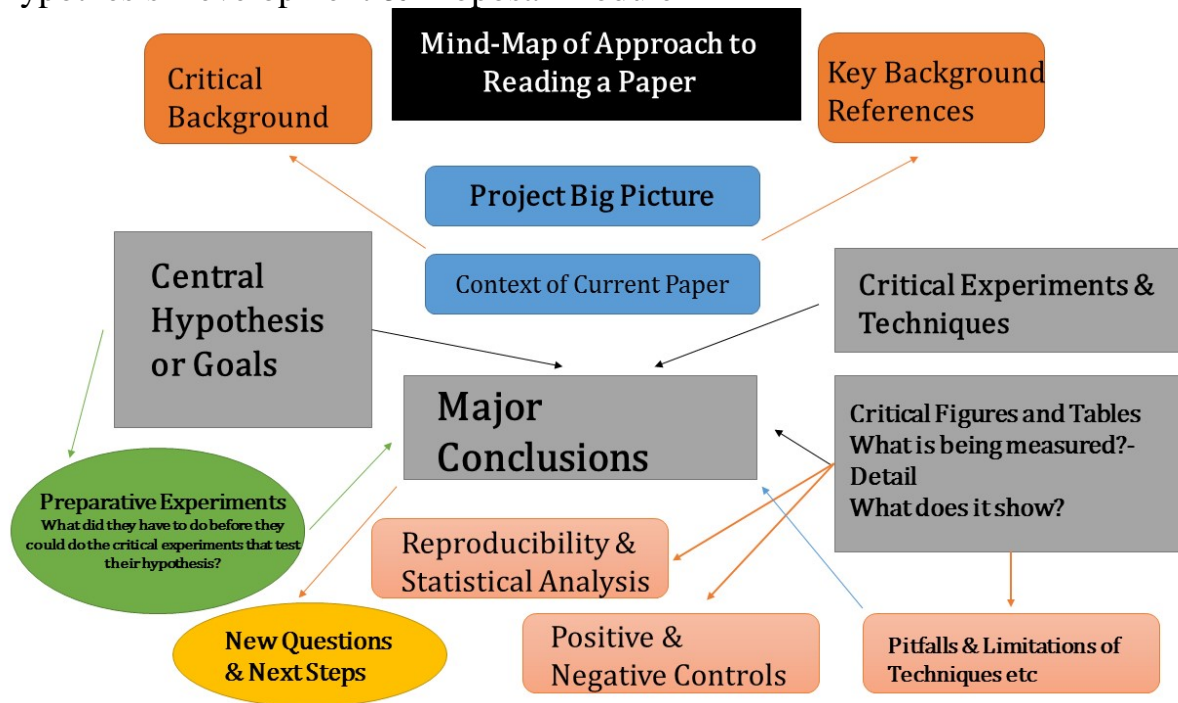 Mind-Map of Approach to
Reading a Paper
Critical
Background
Key Background
References
Project Big Picture
Context of Current Paper
Central
Hypothesis
or Goals
Critical Experiments &
Techniques
Major
Conclusions
Critical Figures and Tables
What is being measured?-
Detail
What does it show?
Preparative Experiments
What did they have to do before they
could do the critical experiments that test
their hypothesis?
Reproducibility &
Statistical Analysis
New Questions
& Next Steps
Positive &
Negative Controls
Pitfalls & Limitations of
Techniques etc